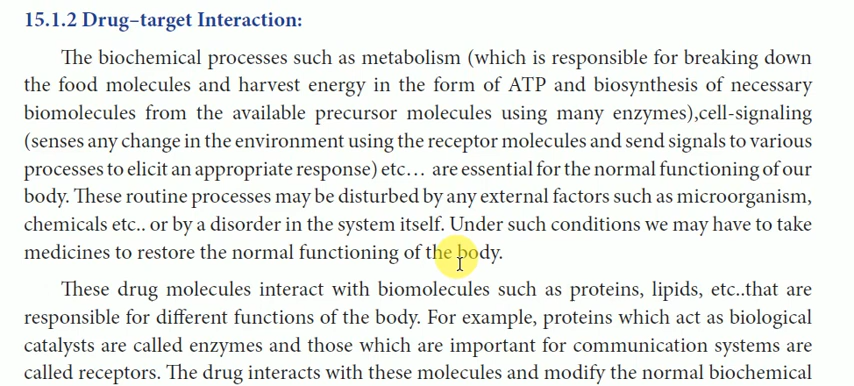 15.1.2 Drug–target Interaction:
The biochemical processes such as metabolism (which is responsible for breaking down
the food molecules and harvest energy in the form of ATP and biosynthesis of necessary
biomolecules from the available precursor molecules using many enzymes),cell-signaling
(senses any change in the environment using the receptor molecules and send signals to various
processes to elicit an appropriate response) etc… are essential for the normal functioning of our
body. These routine processes may be disturbed by any external factors such as microorganism,
chemicals etc.. or by a disorder in the system itself. Under such conditions we may have to take
medicines to restore the normal functioning of the body.
These drug molecules interact with biomolecules such as proteins, lipids, etc..that are
responsible for different functions of the body. For example, proteins which act as biological
catalysts are called enzymes and those which are important for communication systems are
called receptors. The drug interacts with these molecules and modify the normal biochemical